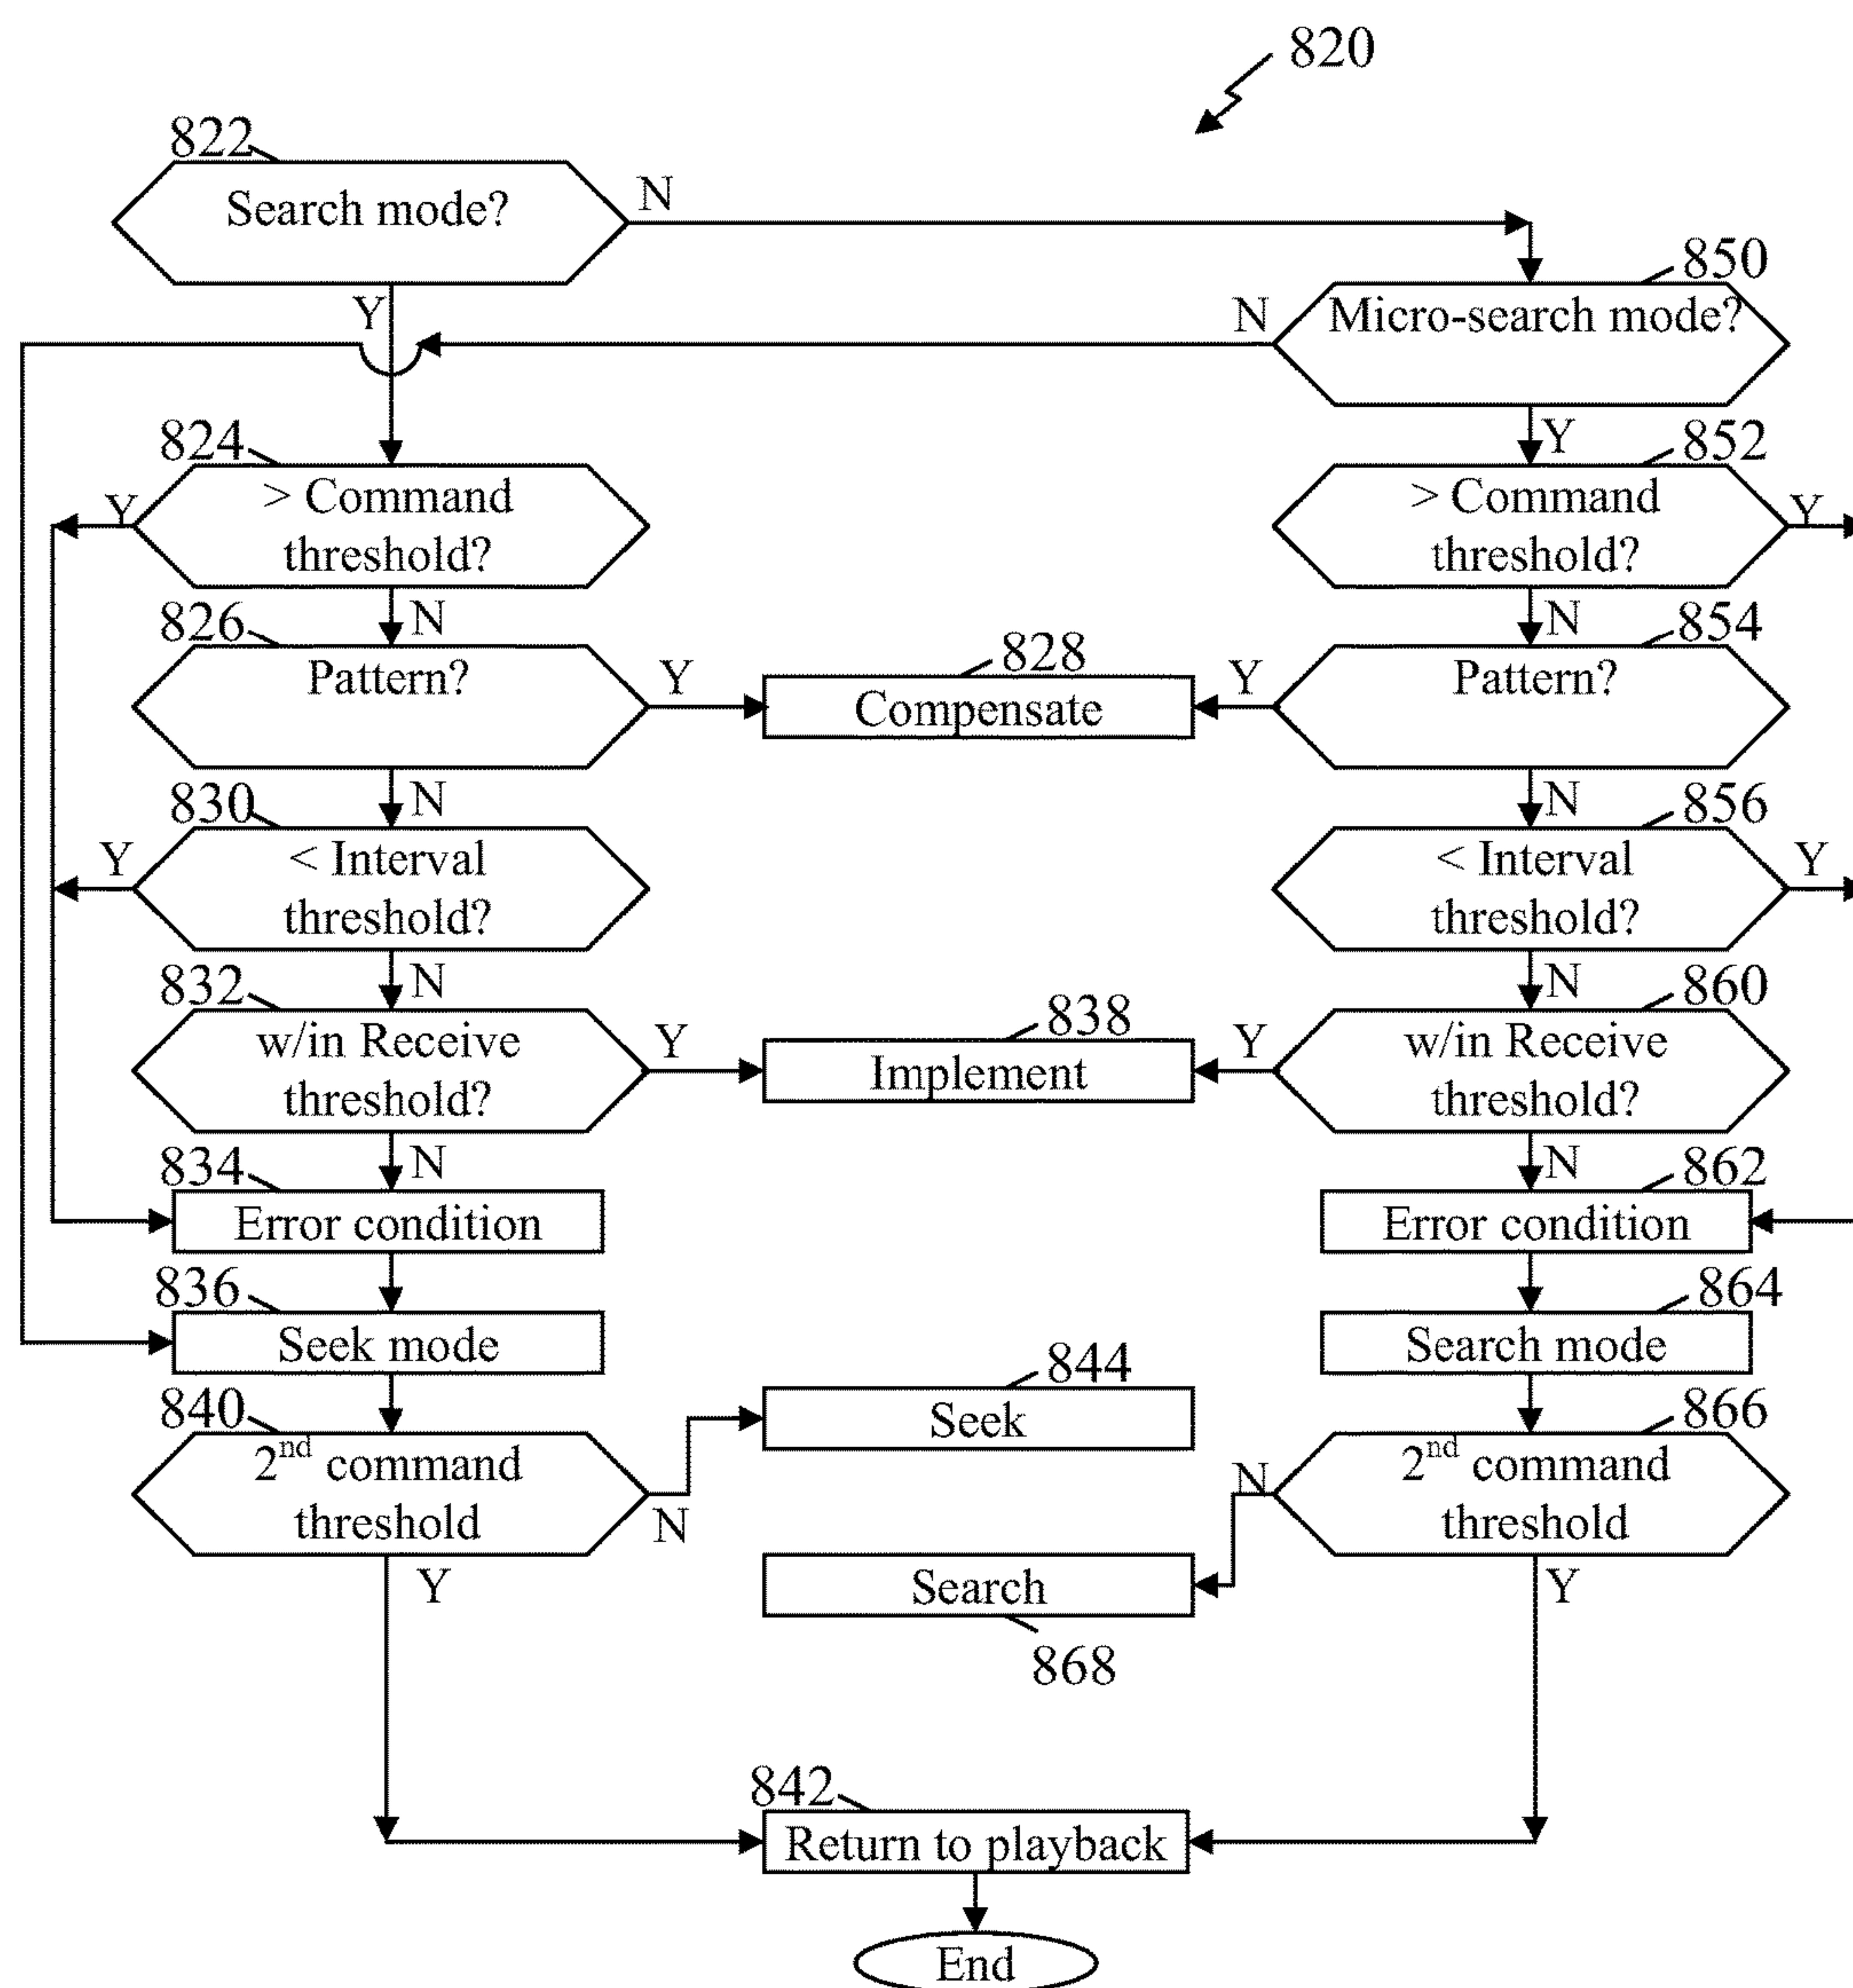 820
822
Search mode?
N
Y
850
Micro-search mode?
N
Y
824
> Command
threshold?
Y
N
852
> Command
threshold?
Y
N
826
Pattern?
Y
N
828
Compensate
854
Pattern?
Y
N
830
< Interval
threshold?
Y
N
856
< Interval
threshold?
Y
N
832
w/in Receive
threshold?
Y
N
838
Implement
860
w/in Receive
threshold?
Y
N
834
Error condition
862
Error condition
836
Seek mode
864
Search mode
840
2nd command
threshold
N
Y
844
Seek
866
2nd command
threshold
N
Y
Search
868
842
Return to playback
End